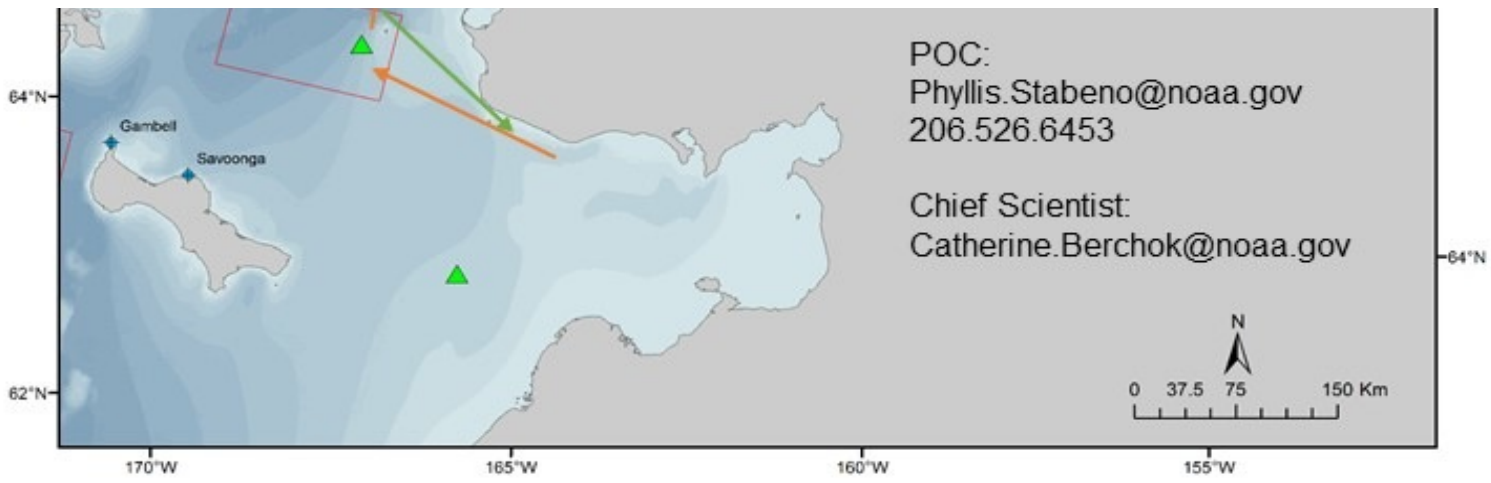 POC:
Phyllis.Stabeno@noaa.gov
206.526.6453
Chief Scientist:
Catherine.Berchok@noaa.gov
64°N
Gambell
Savoonga
64°N
N
0 37.5 75 150 Km
62°N
170°W 165°W 160°W 155°W